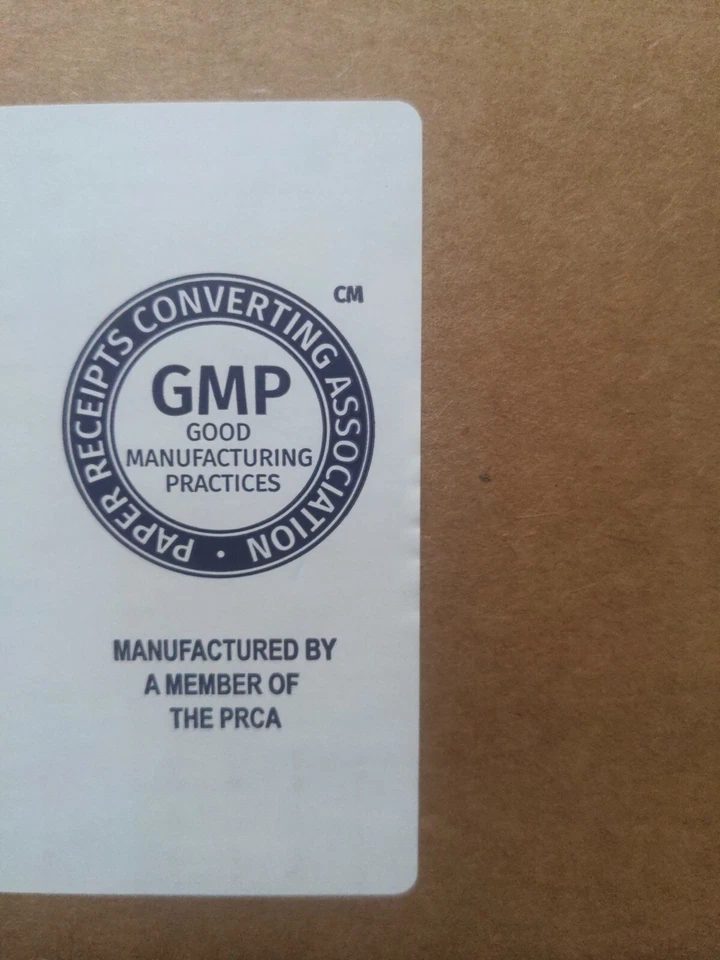 PAPER RECEIPTS CONVERTING ASSOCIATION •
CM
GMP
GOOD
MANUFACTURING
PRACTICES
MANUFACTURED BY
A MEMBER OF
THE PRCA